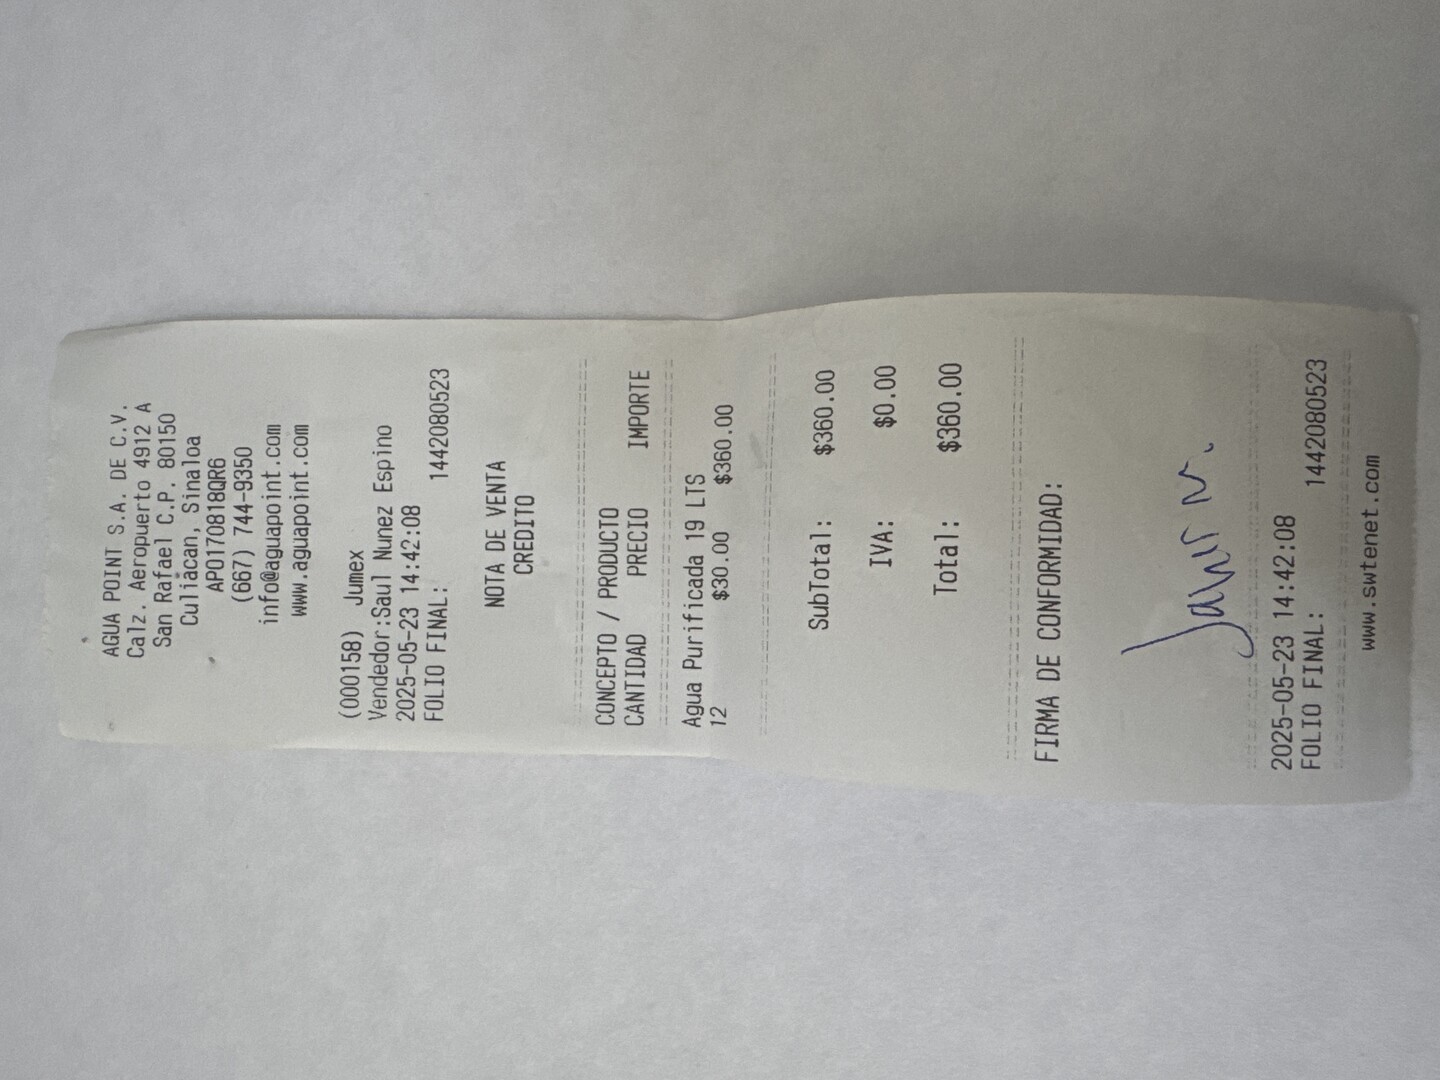 AGUA POINT S.A. DE C.V.
Calz. Aeropuerto 4912 A
San Rafael C.P. 80150
Culiacan, Sinaloa
APO170818QR6
(667) 744-9350
info@aguapoint.com
www.aguapoint.com
(000158) Jumex
Vendedor:Saul Nunez Espino
2025-05-23 14:42:08
FOLIO FINAL: 1442080523
NOTA DE VENTA
CREDITO
CONCEPTO / PRODUCTO
CANTIDAD PRECIO IMPORTE
Agua Purificada 19 LTS
12 $30.00 $360.00
SubTotal: $360.00
IVA: $0.00
Total: $360.00
FIRMA DE CONFORMIDAD:
2025-05-23 14:42:08
FOLIO FINAL: 1442080523
www.swtenet.com